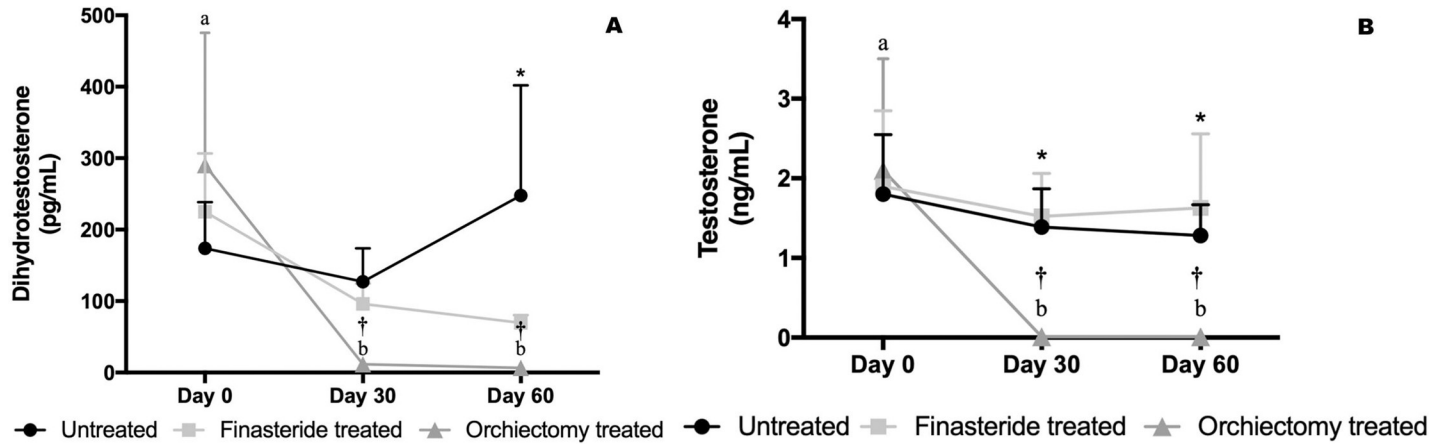 A
Dihydrotestosterone
(pg/mL)
500
400
300
200
100
0
a
*
†
b
†
b
Day 0 Day 30 Day 60
Untreated Finasteride treated Orchiectomy treated
B
Testosterone
(ng/mL)
4
3
2
1
0
a
*
*
†
b
†
b
Day 0 Day 30 Day 60
Untreated Finasteride treated Orchiectomy treated